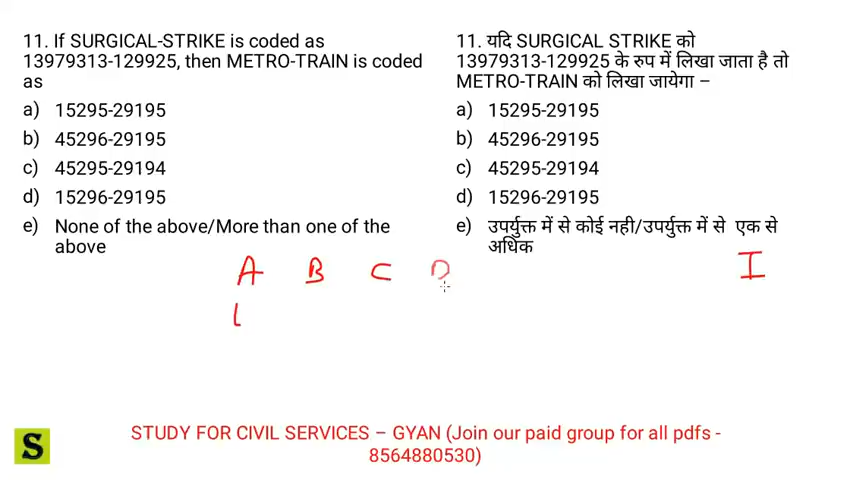 11. If SURGICAL-STRIKE is coded as
13979313-129925, then METRO-TRAIN is coded
as
a) 15295-29195
b) 45296-29195
c) 45295-29194
d) 15296-29195
e) None of the above/More than one of the
above
11. यदि SURGICAL STRIKE को
13979313-129925 के रुप में लिखा जाता है तो
METRO-TRAIN को लिखा जायेगा –
a) 15295-29195
b) 45296-29195
c) 45295-29194
d) 15296-29195
e) उपर्युक्त में से कोई नही/उपर्युक्त में से एक से
अधिक
A B C D I
S
STUDY FOR CIVIL SERVICES – GYAN (Join our paid group for all pdfs -
8564880530)